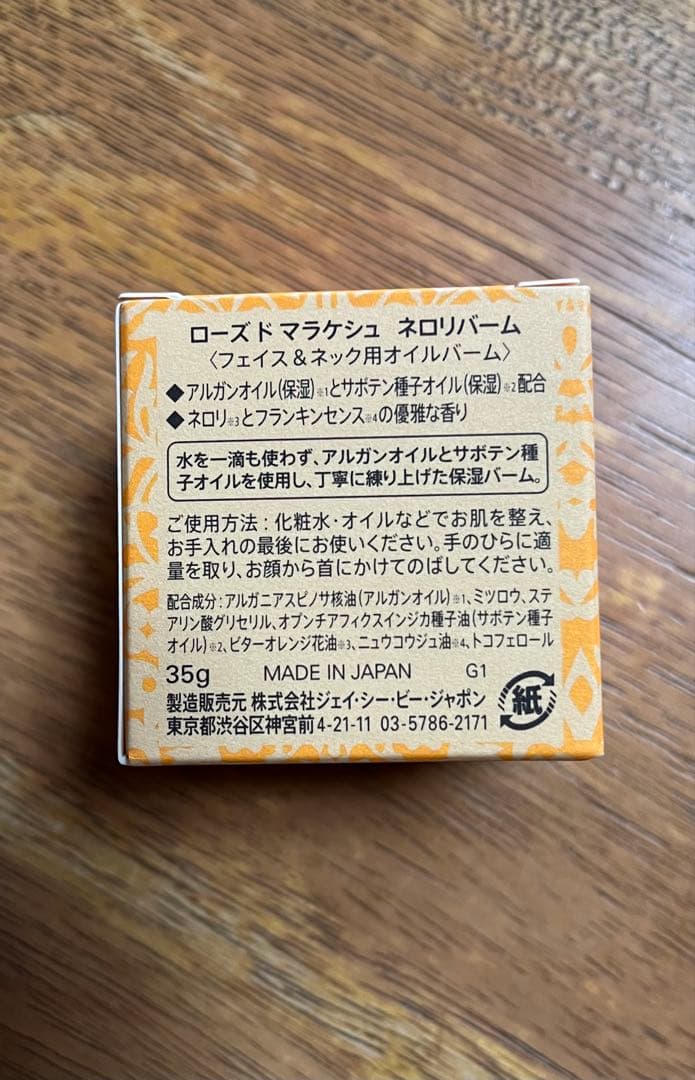 ローズ ド マラケシュ ネロリバーム
〈フェイス＆ネック用オイルバーム〉
◆アルガンオイル(保湿)※1とサボテン種子オイル(保湿)※2配合
◆ネロリ※3とフランキンセンス※4の優雅な香り
水を一滴も使わず、アルガンオイルとサボテン種
子オイルを使用し、丁寧に練り上げた保湿バーム。
ご使用方法：化粧水・オイルなどでお肌を整え、
お手入れの最後にお使いください。手のひらに適
量を取り、お顔から首にかけてのばしてください。
配合成分：アルガニアスピノサ核油(アルガンオイル)※1、ミツロウ、ステ
アリン酸グリセリル、オプンチアフィクスインジカ種子油(サボテン種子
オイル)※2、ビターオレンジ花油※3、ニュウコウジュ油※4、トコフェロール
35g MADE IN JAPAN G1
製造販売元 株式会社ジェイ・シー・ビー・ジャポン
東京都渋谷区神宮前4-21-11 03-5786-2171
紙